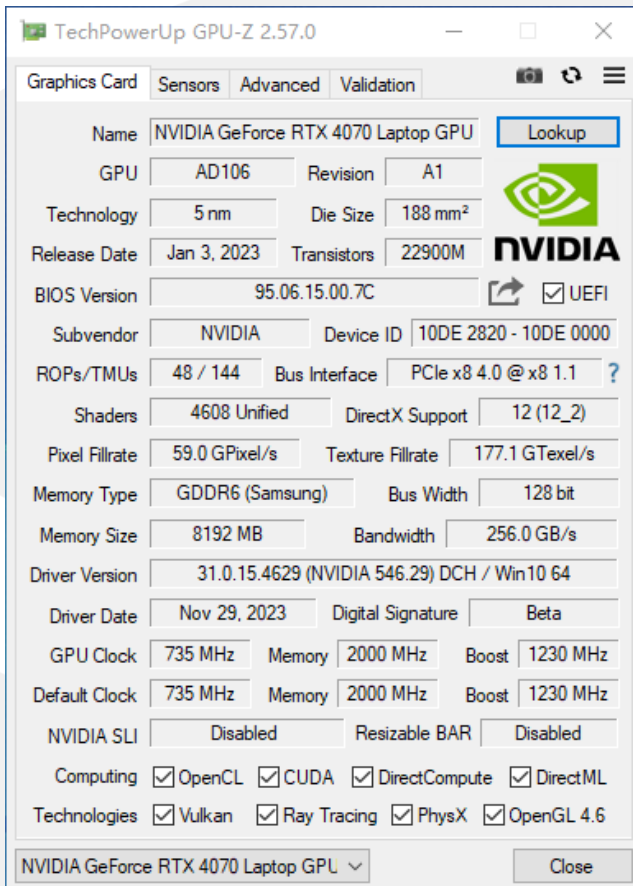 TechPowerUp GPU-Z 2.57.0
Graphics Card Sensors Advanced Validation
Name NVIDIA GeForce RTX 4070 Laptop GPU Lookup
GPU AD106 Revision A1
Technology 5 nm Die Size 188 mm²
Release Date Jan 3, 2023 Transistors 22900M
NVIDIA
BIOS Version 95.06.15.00.7C UEFI
Subvendor NVIDIA Device ID 10DE 2820 - 10DE 0000
ROPs/TMUs 48 / 144 Bus Interface PCIe x8 4.0 @ x8 1.1 ?
Shaders 4608 Unified DirectX Support 12 (12_2)
Pixel Fillrate 59.0 GPixel/s Texture Fillrate 177.1 GTexel/s
Memory Type GDDR6 (Samsung) Bus Width 128 bit
Memory Size 8192 MB Bandwidth 256.0 GB/s
Driver Version 31.0.15.4629 (NVIDIA 546.29) DCH / Win10 64
Driver Date Nov 29, 2023 Digital Signature Beta
GPU Clock 735 MHz Memory 2000 MHz Boost 1230 MHz
Default Clock 735 MHz Memory 2000 MHz Boost 1230 MHz
NVIDIA SLI Disabled Resizable BAR Disabled
Computing OpenCL CUDA DirectCompute DirectML
Technologies Vulkan Ray Tracing PhysX OpenGL 4.6
NVIDIA GeForce RTX 4070 Laptop GPU Close